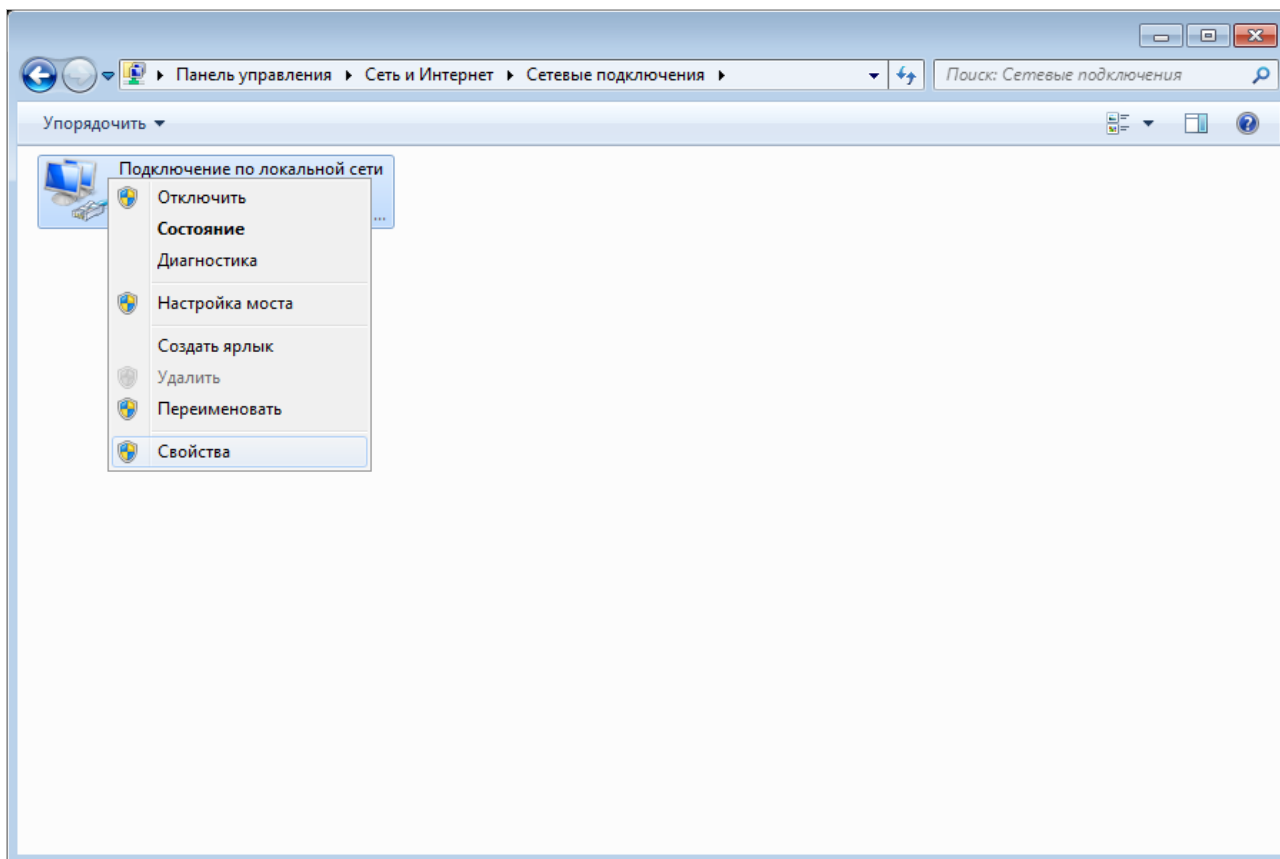 Панель управления ▸ Сеть и Интернет ▸ Сетевые подключения ▸
Поиск: Сетевые подключения
Упорядочить
Подключение по локальной сети
...
Отключить
Состояние
Диагностика
Настройка моста
Создать ярлык
Удалить
Переименовать
Свойства